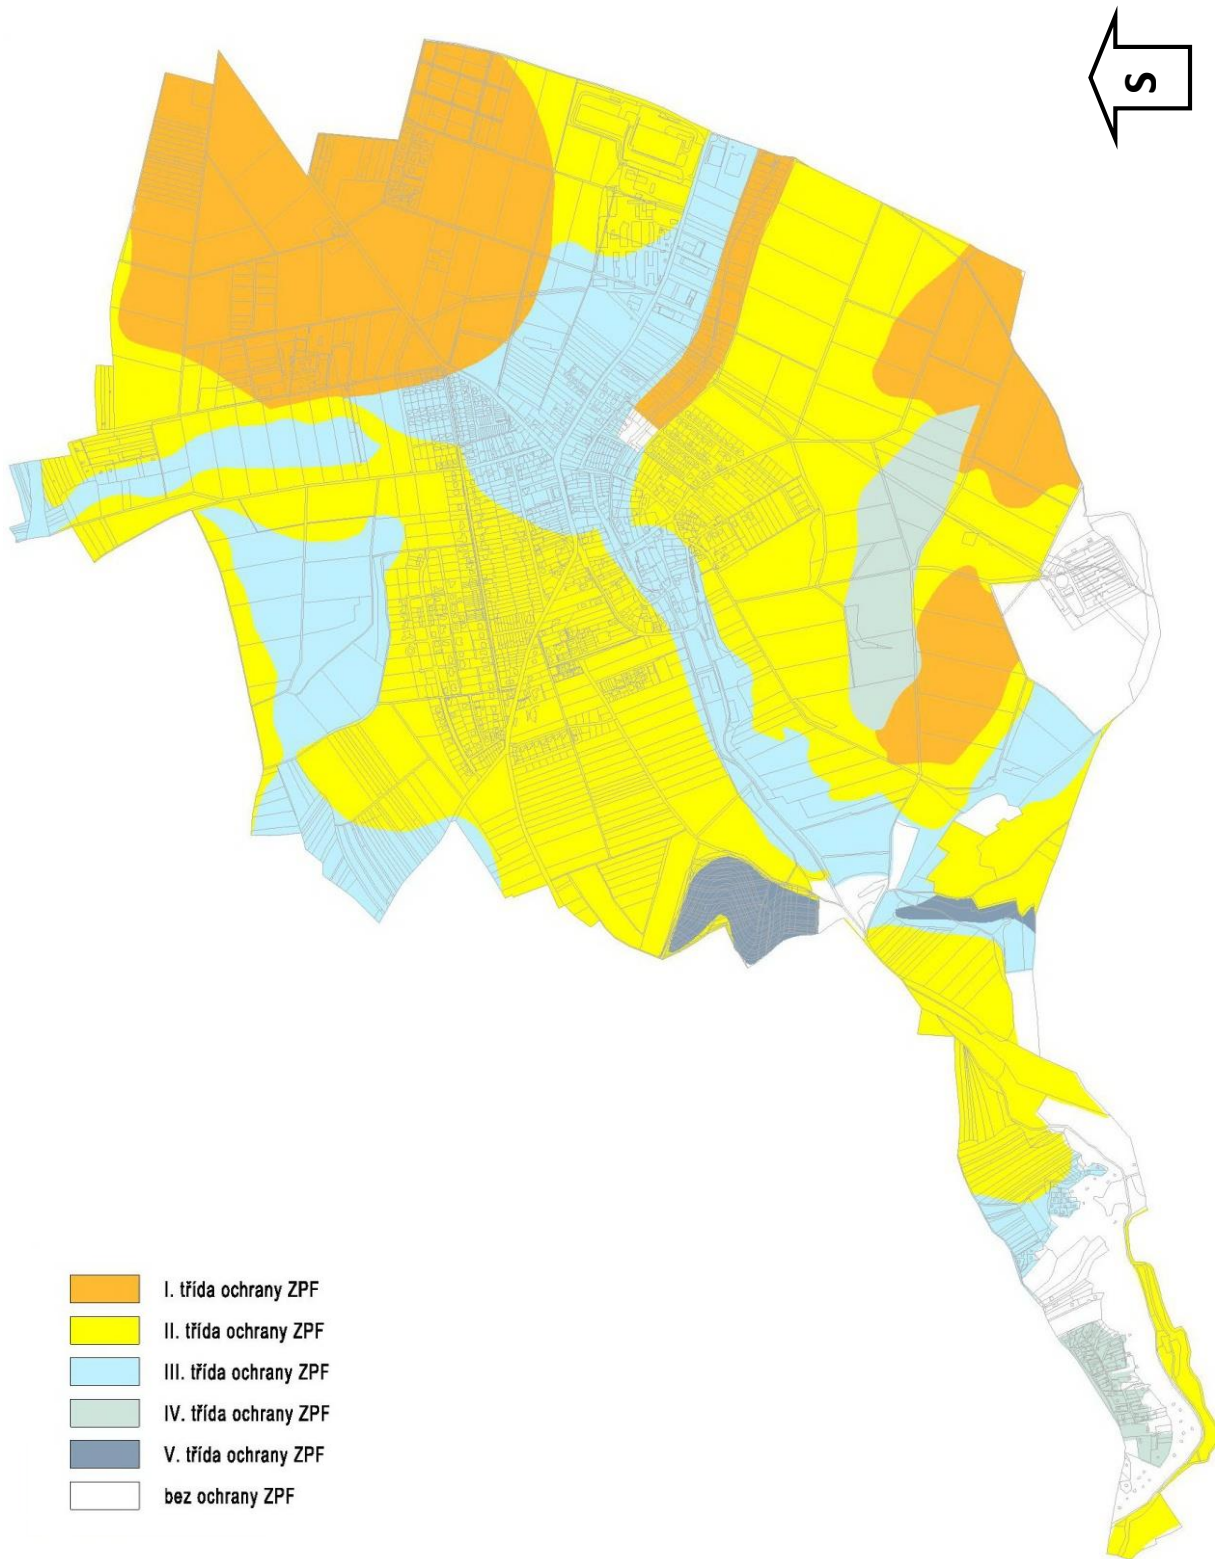 S
I. třída ochrany ZPF
II. třída ochrany ZPF
III. třída ochrany ZPF
IV. třída ochrany ZPF
V. třída ochrany ZPF
bez ochrany ZPF